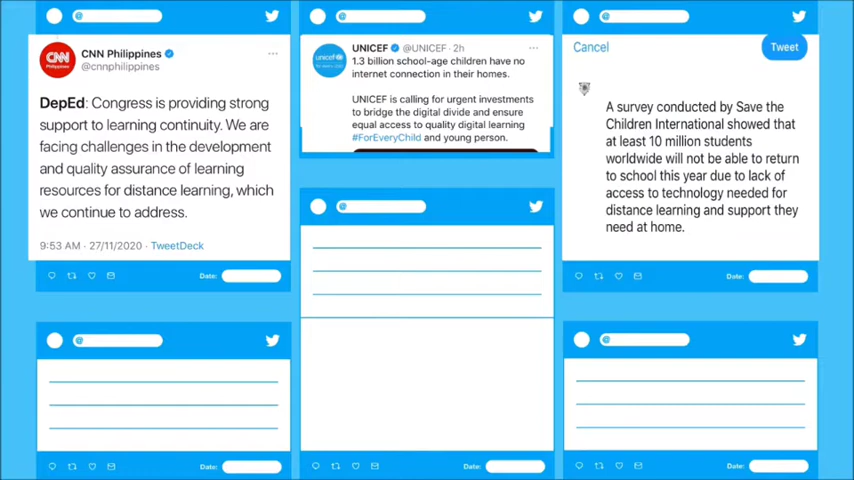 @
CNN Philippines
@cnnphilippines
DepEd: Congress is providing strong
support to learning continuity. We are
facing challenges in the development
and quality assurance of learning
resources for distance learning, which
we continue to address.
9:53 AM · 27/11/2020 · TweetDeck
Date:
@
UNICEF @UNICEF · 2h
1.3 billion school-age children have no
internet connection in their homes.
UNICEF is calling for urgent investments
to bridge the digital divide and ensure
equal access to quality digital learning
#ForEveryChild and young person.
@
Cancel
Tweet
A survey conducted by Save the
Children International showed that
at least 10 million students
worldwide will not be able to return
to school this year due to lack of
access to technology needed for
distance learning and support they
need at home.
Date:
@
Date:
@
Date:
@
Date: